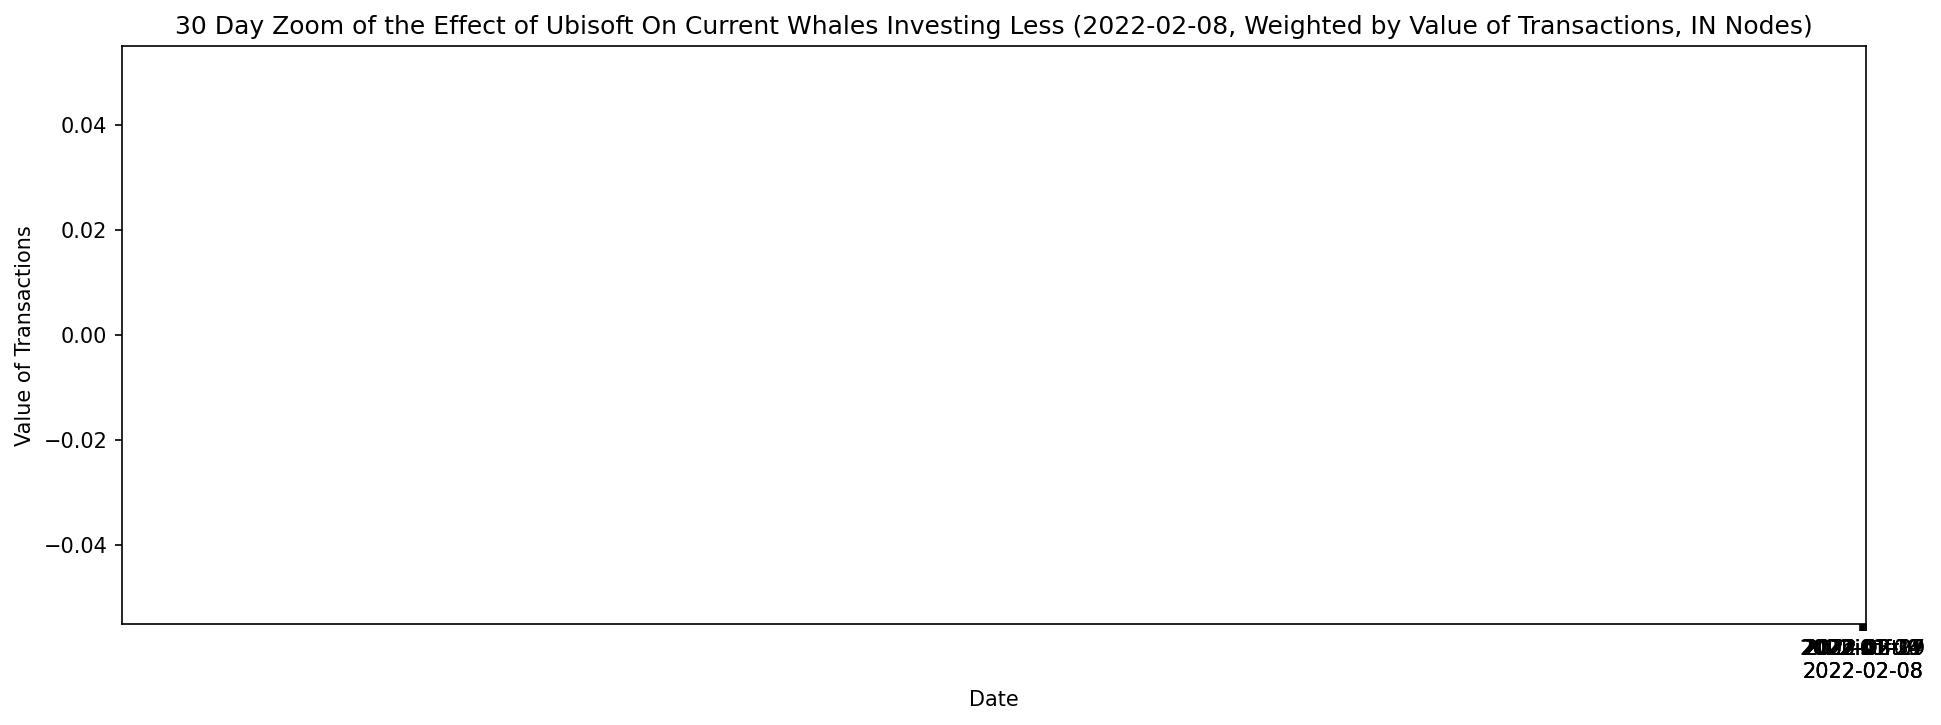 30 Day Zoom of the Effect of Ubisoft On Current Whales Investing Less (2022-02-08, Weighted by Value of Transactions, IN Nodes)
Value of Transactions
0.04
0.02
0.00
−0.02
−0.04
2022-02-08
Date